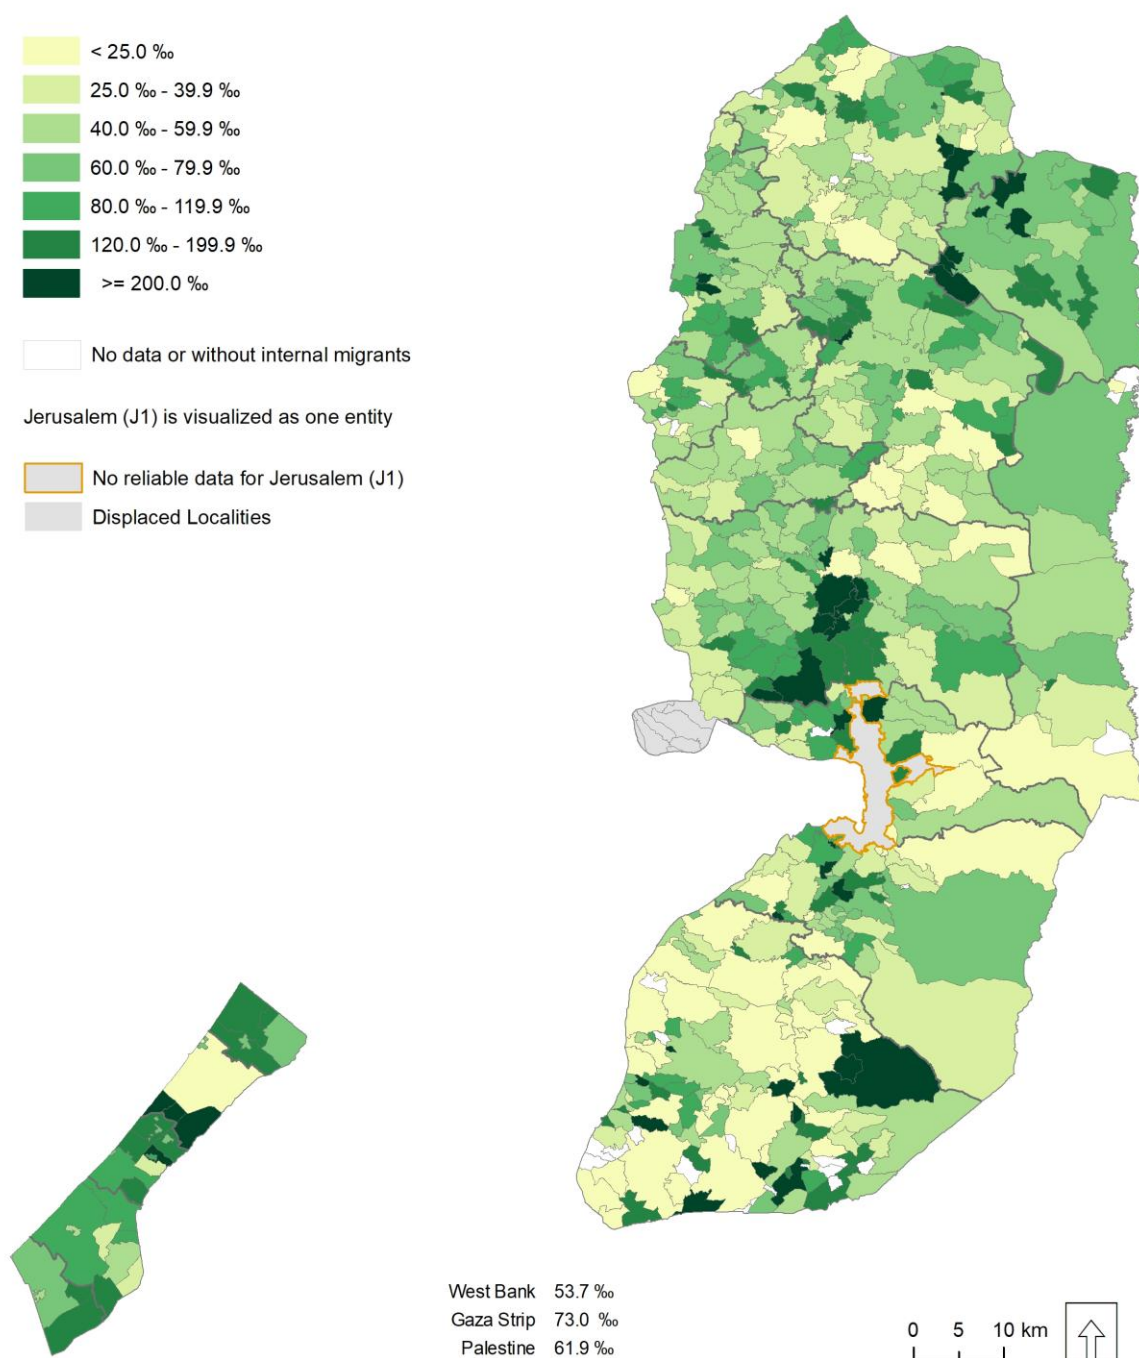 < 25.0 ‰
25.0 ‰ - 39.9 ‰
40.0 ‰ - 59.9 ‰
60.0 ‰ - 79.9 ‰
80.0 ‰ - 119.9 ‰
120.0 ‰ - 199.9 ‰
>= 200.0 ‰
No data or without internal migrants
Jerusalem (J1) is visualized as one entity
No reliable data for Jerusalem (J1)
Displaced Localities
West Bank 53.7 ‰
Gaza Strip 73.0 ‰
Palestine 61.9 ‰
0 5 10 km